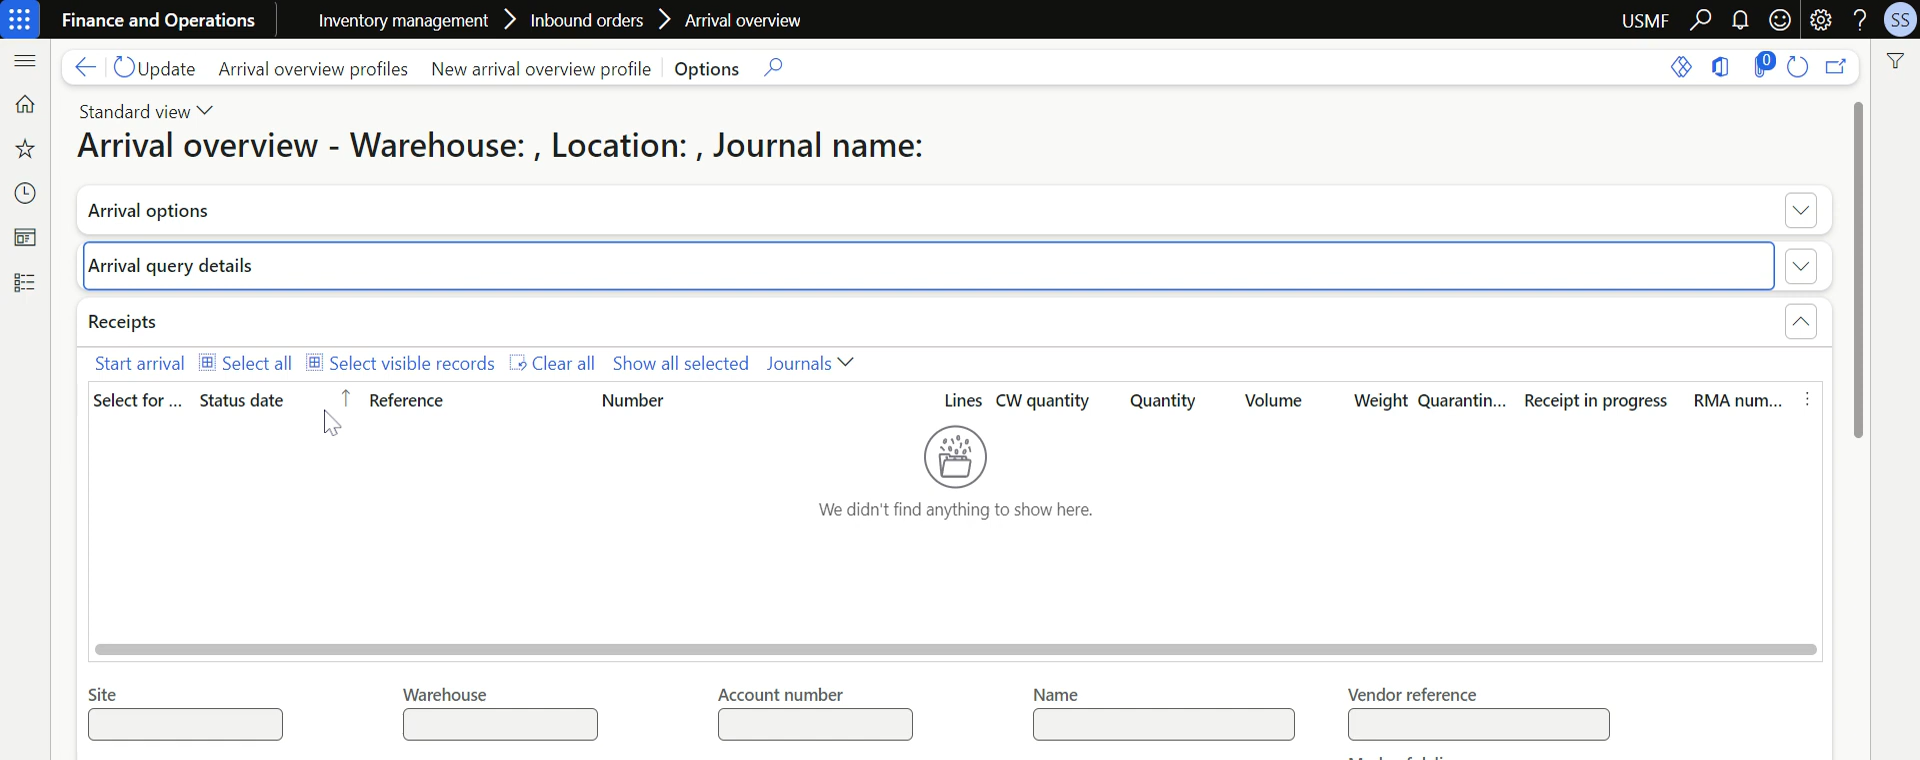 Finance and Operations Inventory management Inbound orders Arrival overview USMF ? SS
Update Arrival overview profiles New arrival overview profile Options 0
Standard view
Arrival overview - Warehouse: , Location: , Journal name:
Arrival options
Arrival query details
Receipts
Start arrival Select all Select visible records Clear all Show all selected Journals
Select for ... Status date ↑ Reference Number Lines CW quantity Quantity Volume Weight Quarantin... Receipt in progress RMA num...
We didn't find anything to show here.
Site Warehouse Account number Name Vendor reference